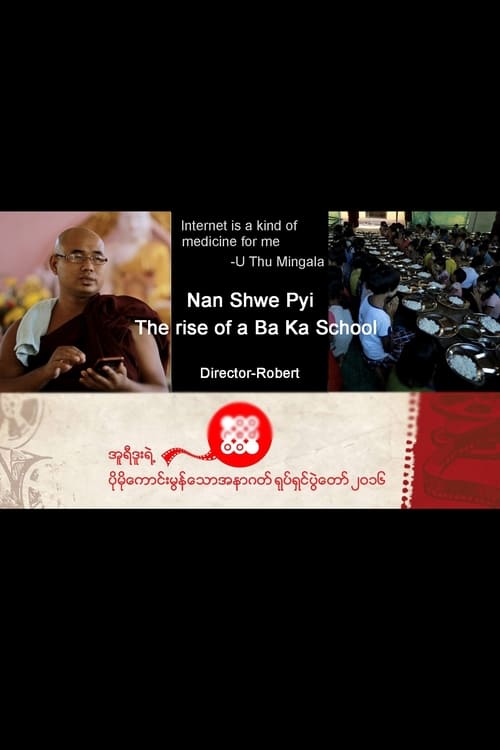 Internet is a kind of
medicine for me
-U Thu Mingala
Nan Shwe Pyi
The rise of a Ba Ka School
Director-Robert
အူရီဒူးရဲ့
ပိုမိုကောင်းမွန်သောအနာဂတ် ရုပ်ရှင်ပွဲတော် ၂၀၁၆